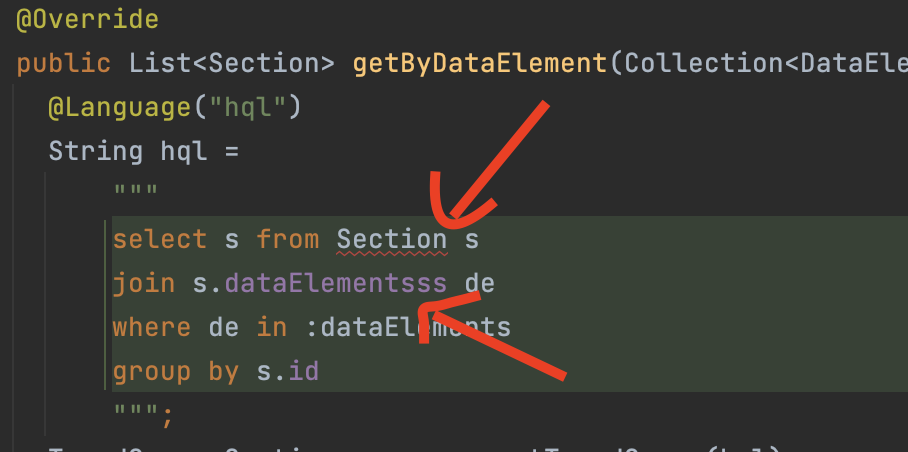 @Override
public List<Section> getByDataElement(Collection<DataEle
@Language("hql")
String hql =
"""
select s from Section s
join s.dataElementsss de
where de in :dataElements
group by s.id
""";